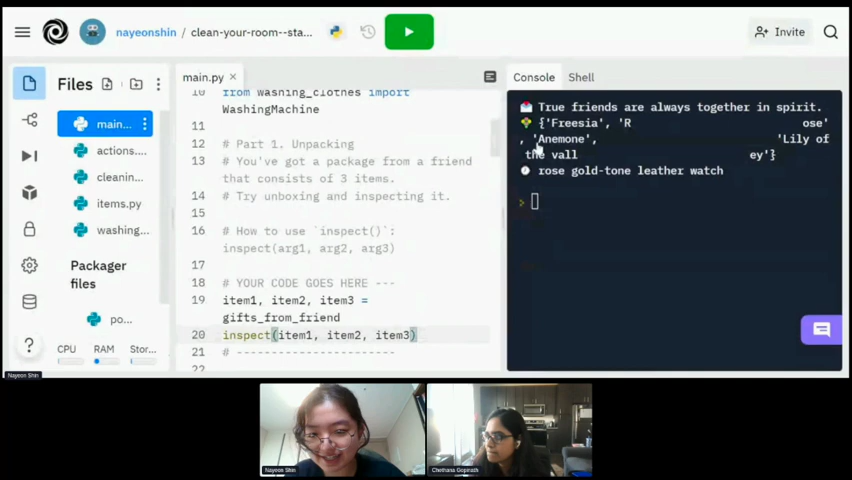 nayeonshin / clean-your-room--sta...
Invite
Files
main...
actions....
cleanin...
items.py
washing...
Packager
files
po...
CPU RAM Stor...
main.py
10 from washing_clothes import
WashingMachine
11
12 # Part 1. Unpacking
13 # You've got a package from a friend
that consists of 3 items.
14 # Try unboxing and inspecting it.
15
16 # How to use `inspect()`:
inspect(arg1, arg2, arg3)
17
18 # YOUR CODE GOES HERE ---
19 item1, item2, item3 =
gifts_from_friend
20 inspect(item1, item2, item3)
21 # -----------------------
22
Console Shell
True friends are always together in spirit.
{'Freesia', 'R ose'
, 'Anemone', 'Lily of
the vall ey'}
rose gold-tone leather watch
>
Nayeon Shin
Nayeon Shin
Chethana Gopinath